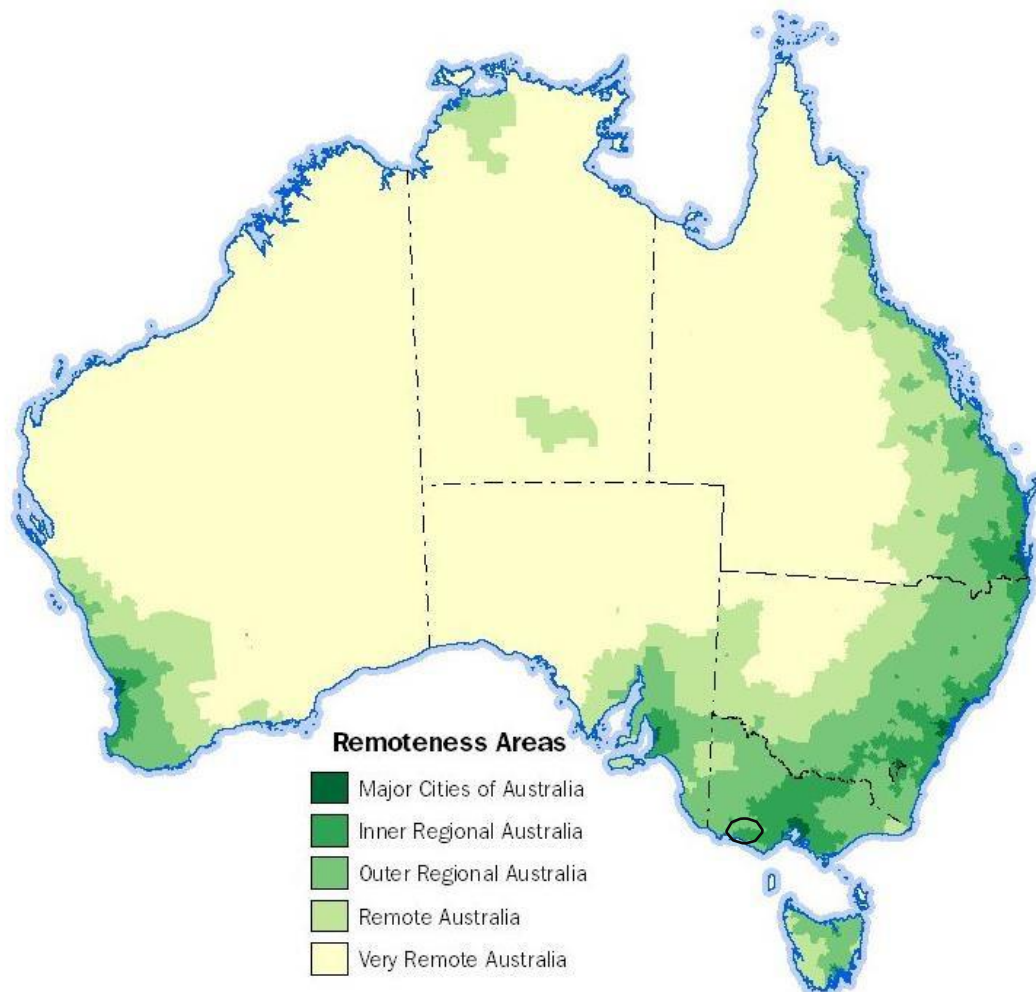 Remoteness Areas
Major Cities of Australia
Inner Regional Australia
Outer Regional Australia
Remote Australia
Very Remote Australia